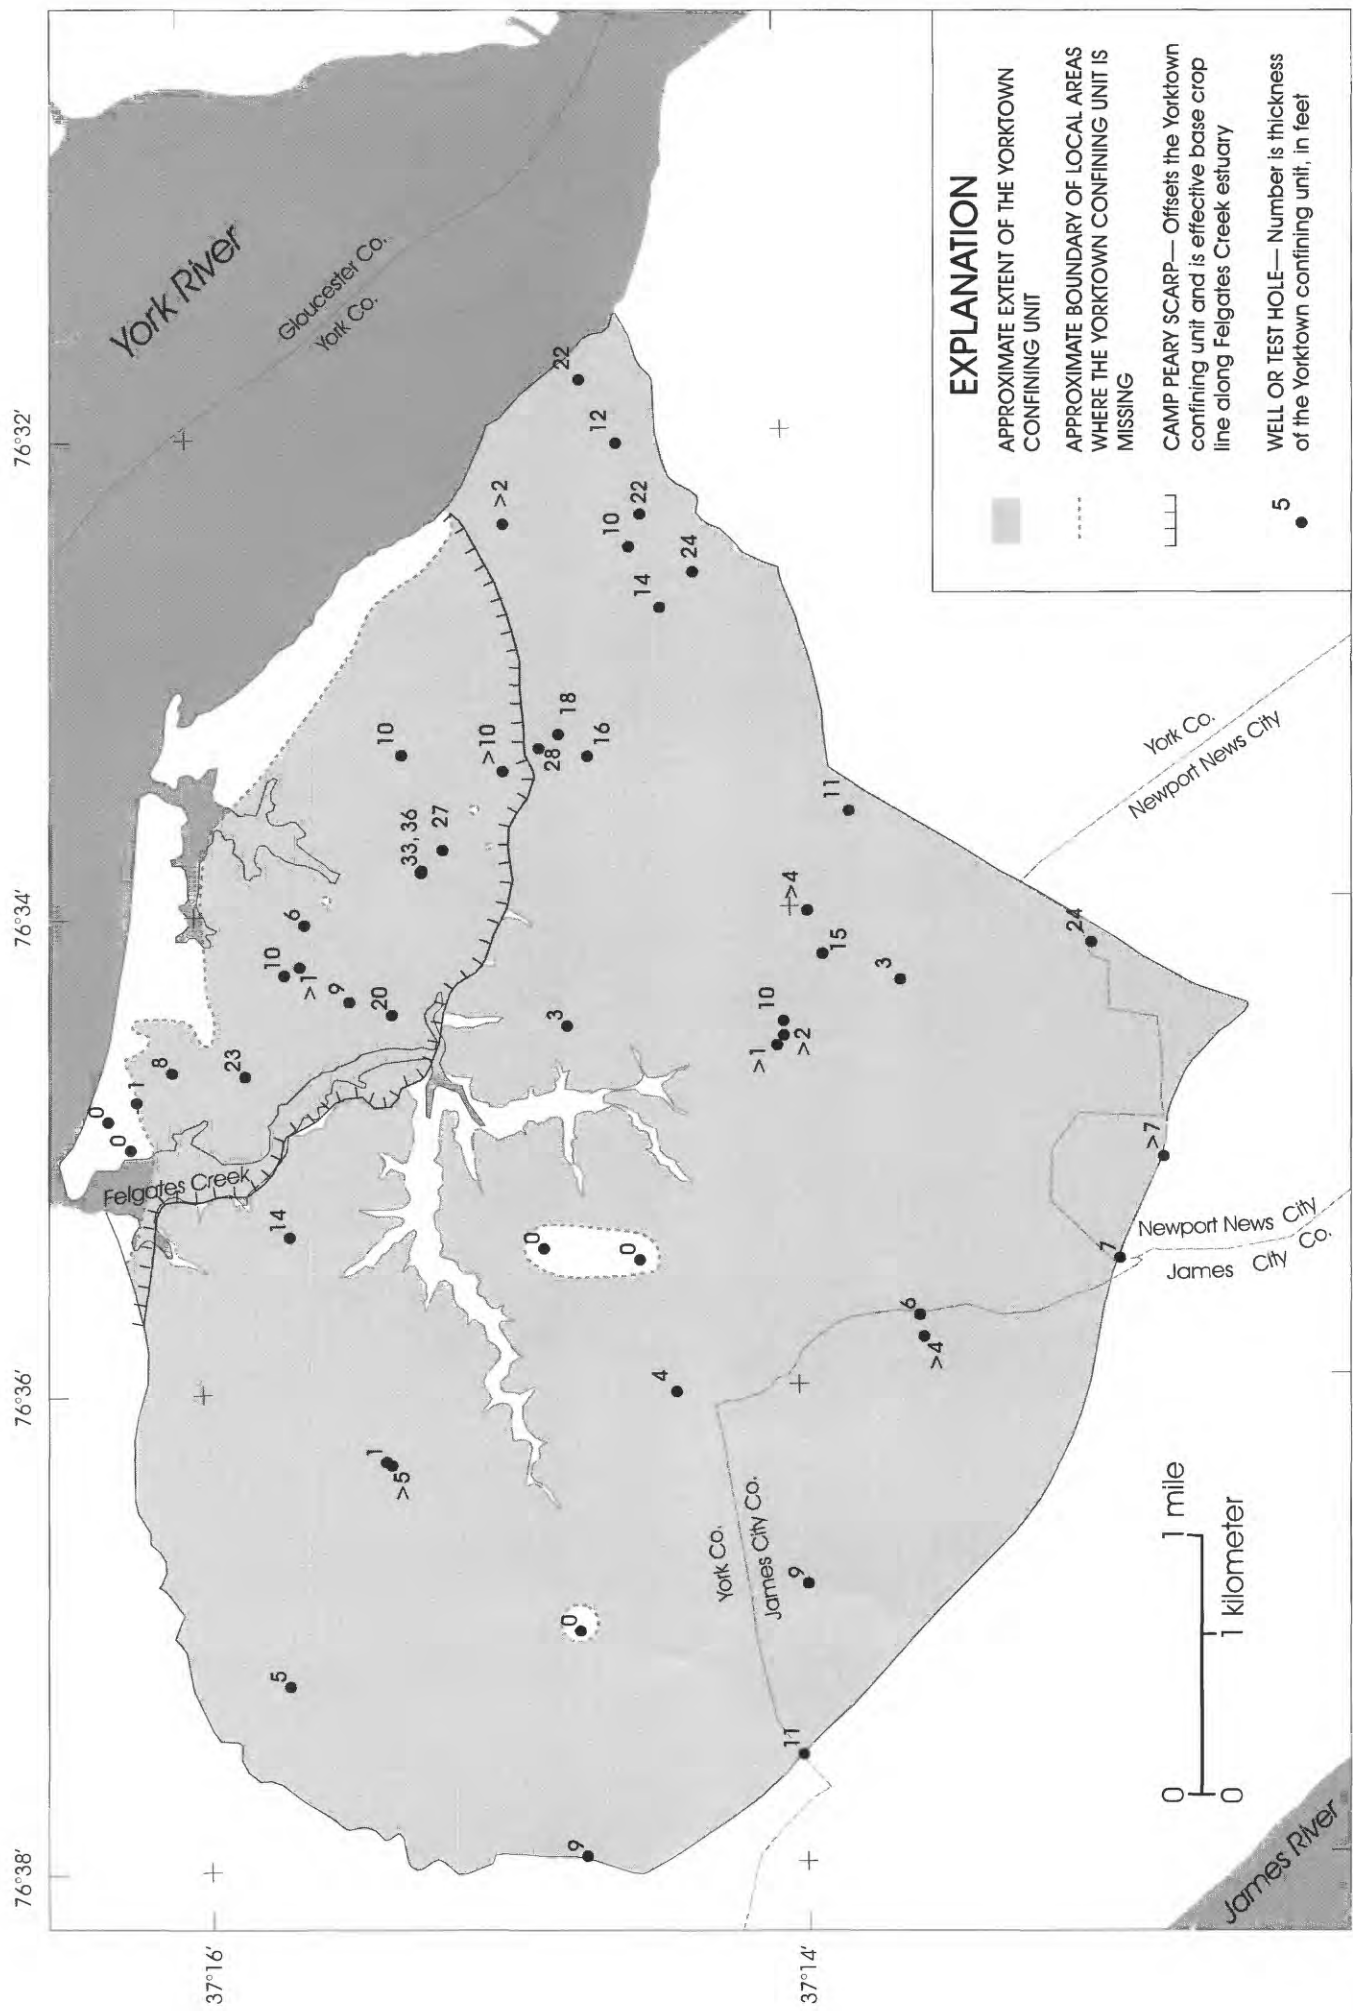 76°38′
76°36′
76°34′
76°32′
37°16′
37°14′
York River
Gloucester Co.
York Co.
Felgates Creek
0
0
1
8
23
10
>1
6
9
20
33, 36
27
10
>10
28
18
16
>2
22
12
22
10
24
14
14
3
0
0
5
1
>5
4
0
9
11
9
6
>4
>1
>2
10
>4
15
3
11
24
>7
7
York Co.
James City Co.
York Co.
Newport News City
Newport News City
James City Co.
James River
0 1 mile
0 1 kilometer
EXPLANATION
APPROXIMATE EXTENT OF THE YORKTOWN
CONFINING UNIT
APPROXIMATE BOUNDARY OF LOCAL AREAS
WHERE THE YORKTOWN CONFINING UNIT IS
MISSING
CAMP PEARY SCARP— Offsets the Yorktown
confining unit and is effective base crop
line along Felgates Creek estuary
5
WELL OR TEST HOLE— Number is thickness
of the Yorktown confining unit, in feet